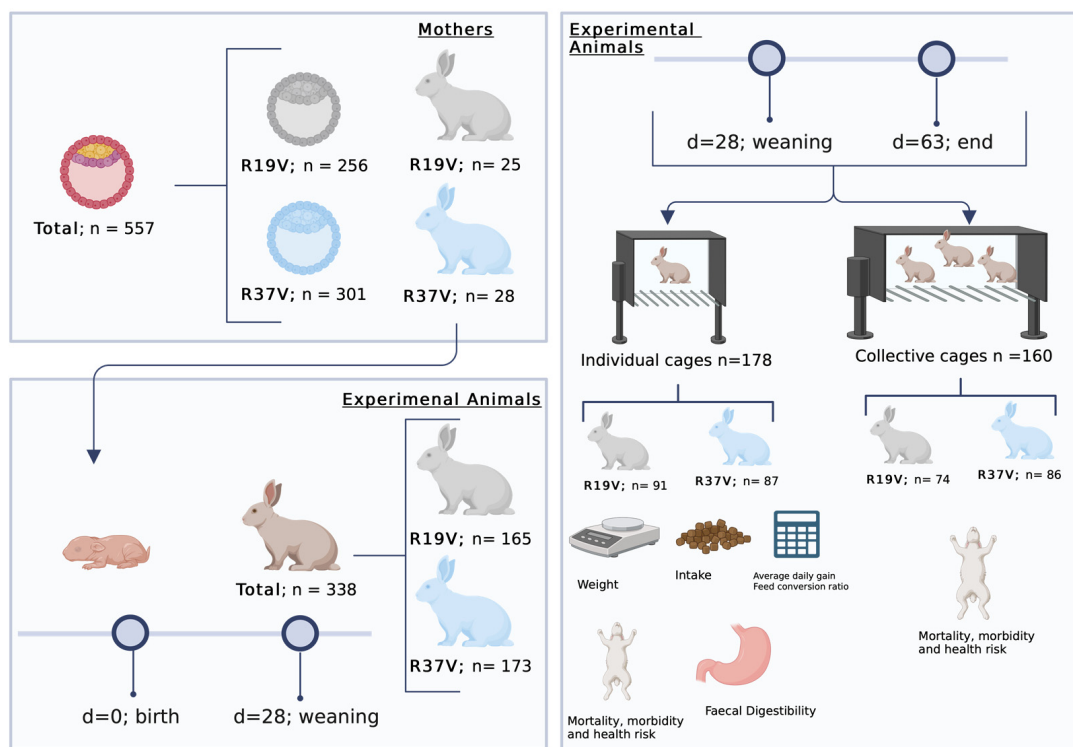 Mothers
R19V; n = 256
R19V; n= 25
Total; n = 557
R37V; n = 301
R37V; n= 28
Experimenal Animals
R19V; n= 165
Total; n = 338
R37V; n= 173
d=0; birth
d=28; weaning
Experimental
Animals
d=28; weaning
d=63; end
Individual cages n=178
Collective cages n =160
R19V; n= 91
R37V; n= 87
R19V; n= 74
R37V; n= 86
Weight
Intake
Average daily gain
Feed conversion ratio
Mortality, morbidity
and health risk
Faecal Digestibility
Mortality, morbidity
and health risk